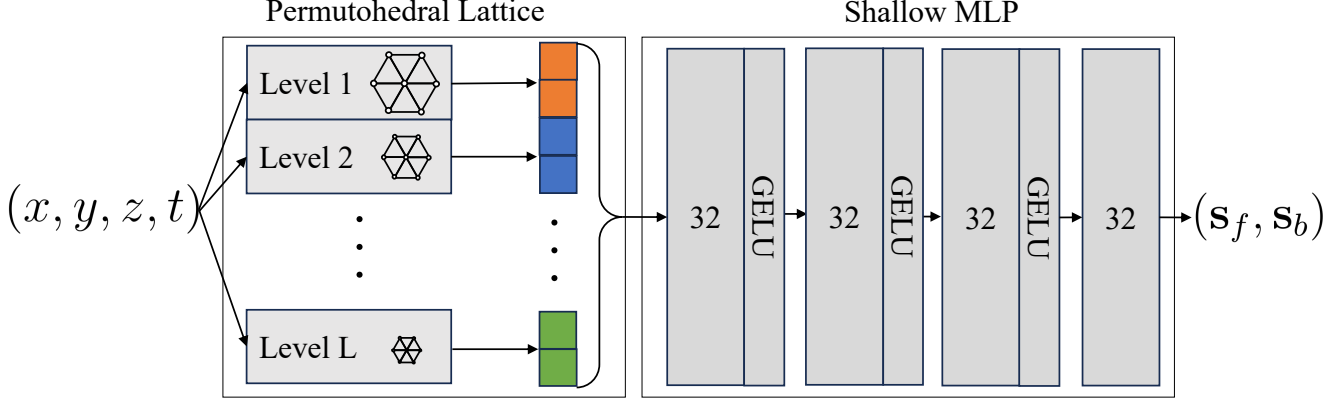 Permutohedral Lattice
Shallow MLP
Level 1
Level 2
(x, y, z, t)
Level L
32
GELU
32
GELU
32
GELU
32
(s_f, s_b)